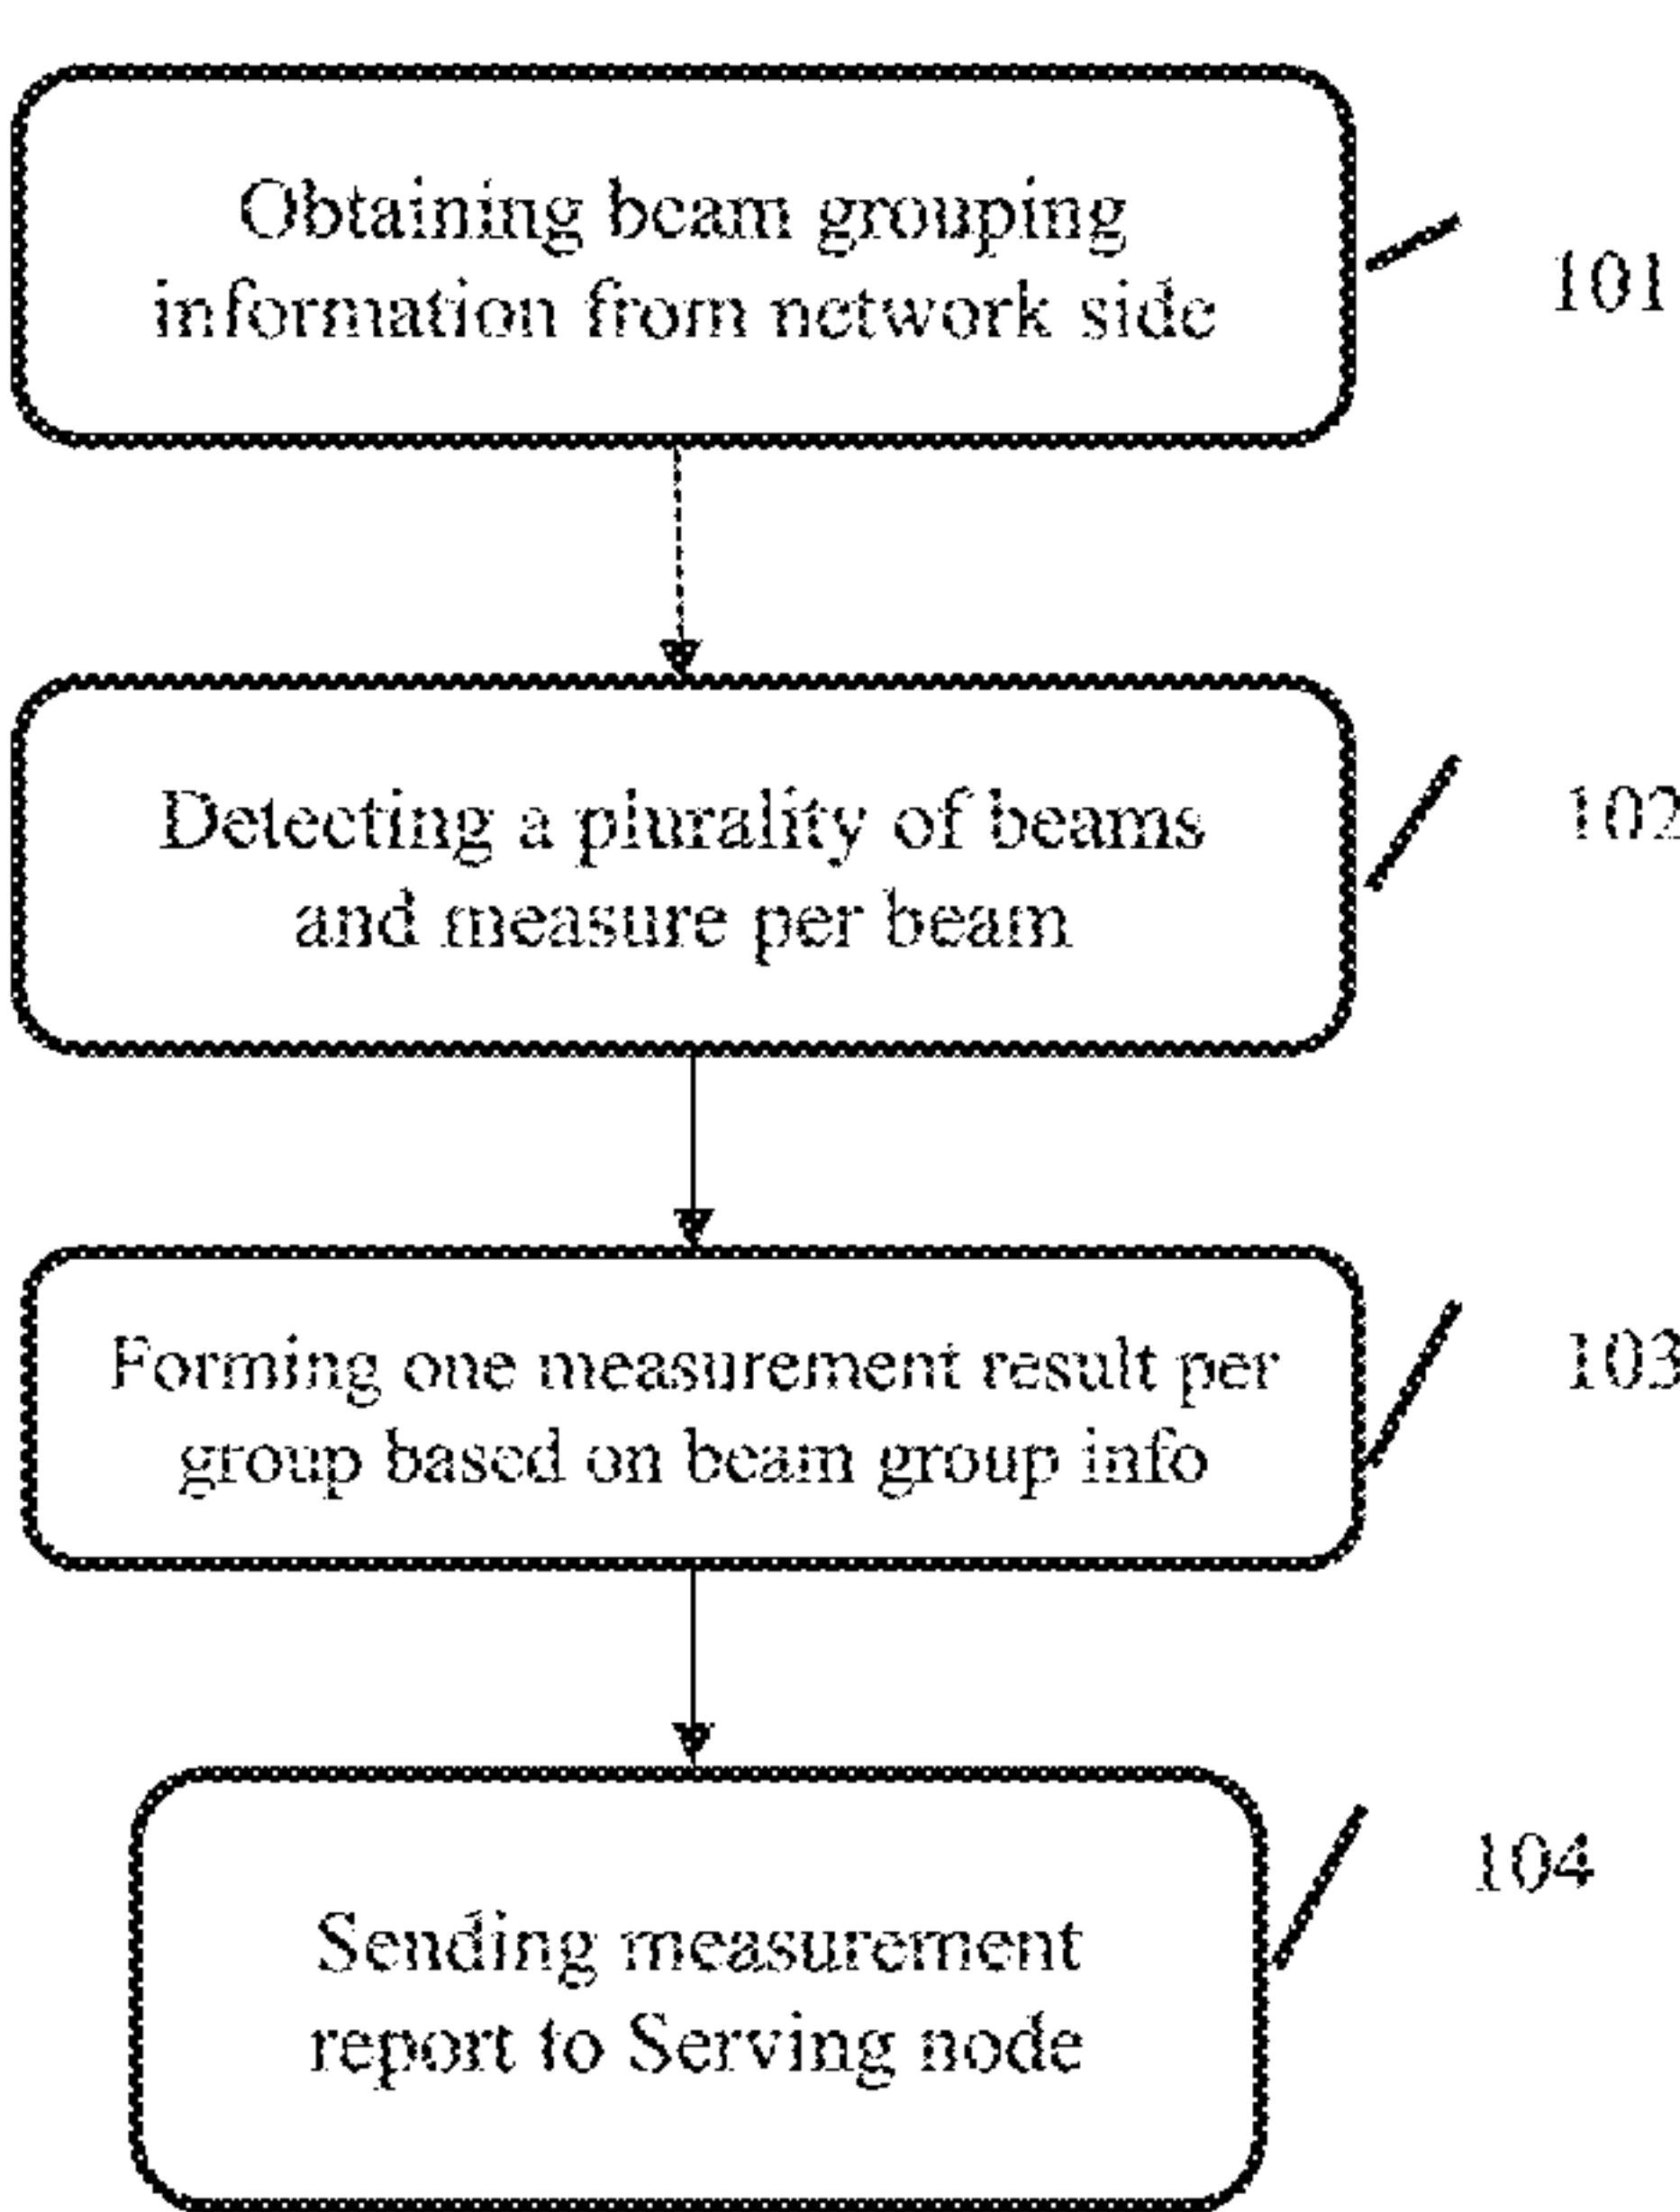 Obtaining beam grouping
information from network side
101
Detecting a plurality of beams
and measure per beam
102
Forming one measurement result per
group based on beam group info
103
Sending measurement
report to Serving node
104